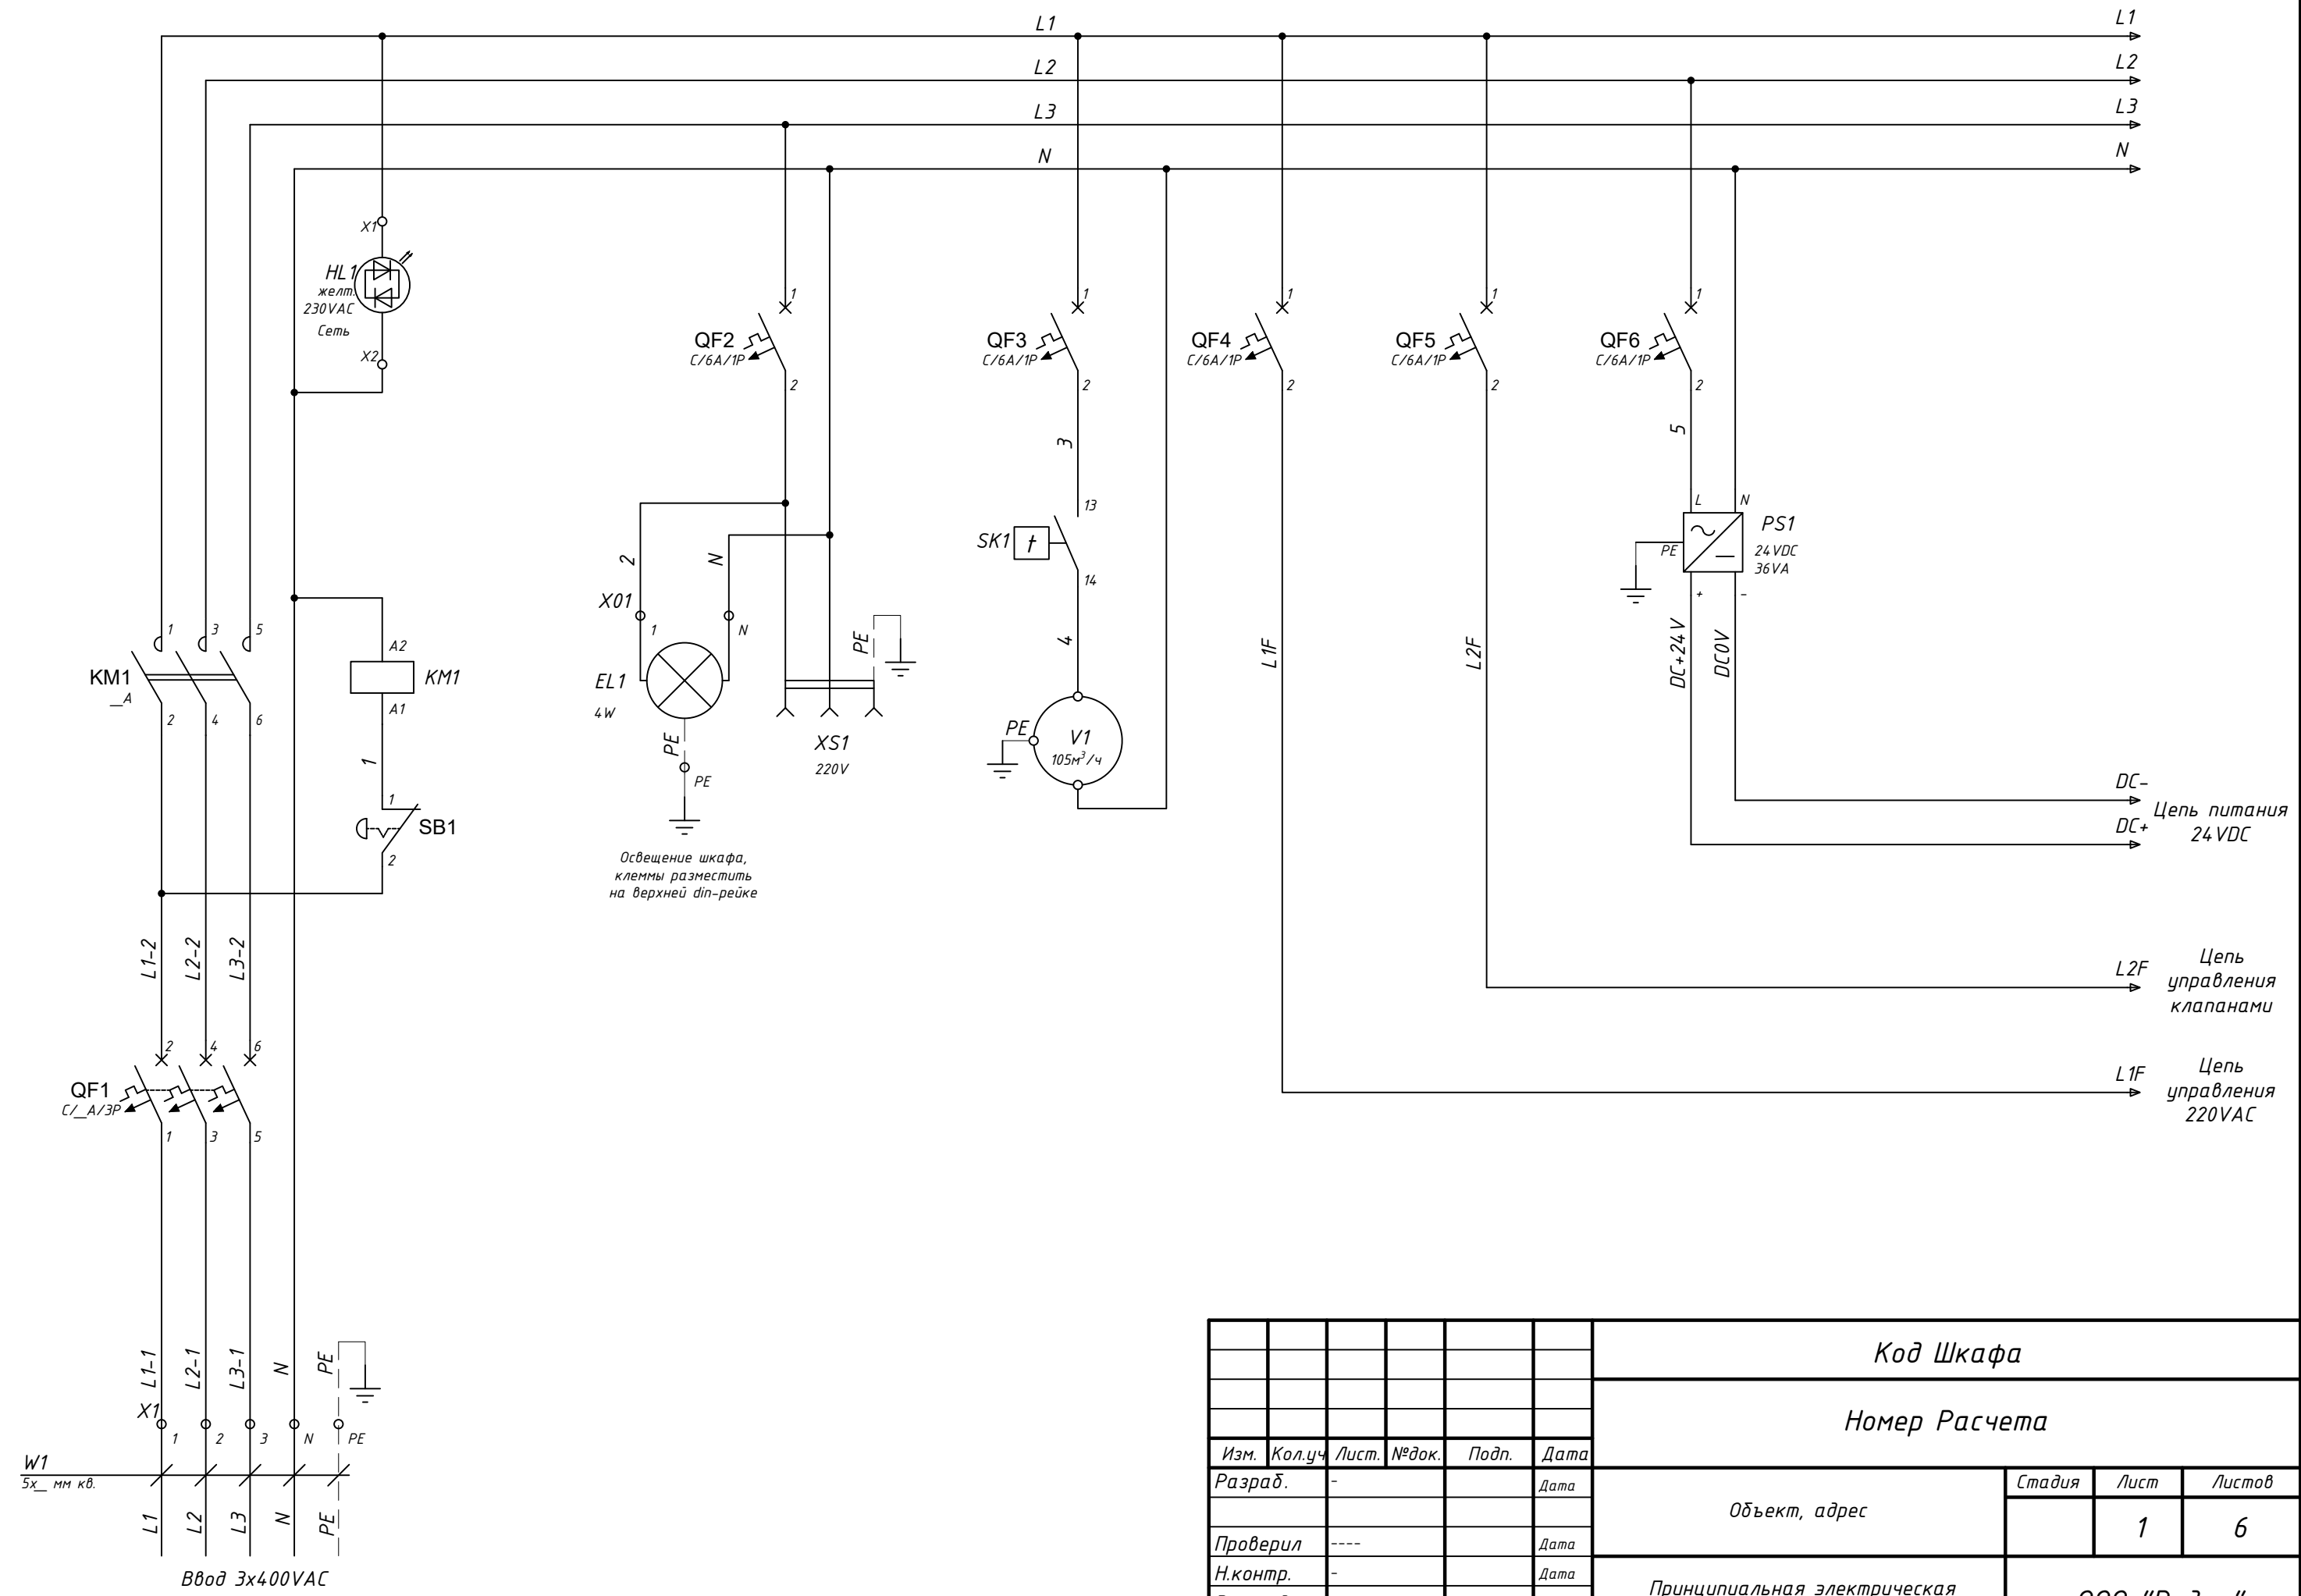 L1
L1
L2
L2
L3
L3
N
N
X1
HL1
желт.
230VAC
Сеть
X2
1
QF2
C/6A/1P
2
1
QF3
C/6A/1P
2
1
QF4
C/6A/1P
2
1
QF5
C/6A/1P
2
1
QF6
C/6A/1P
2
3
5
13
SK1
t
14
L
N
PS1
PE
24VDC
36VA
+
-
2
N
X01
1
N
PE
4
L1F
L2F
DC+24V
DC0V
1
3
5
KM1
_A
2
4
6
A2
KM1
A1
EL1
4W
PE
PE
XS1
220V
PE
V1
105м³/ч
1
1
SB1
2
Освещение шкафа,
клеммы разместить
на верхней din-рейке
DC-
Цепь питания
DC+
24VDC
L1-2
L2-2
L3-2
L2F
Цепь
управления
клапанами
2
4
6
QF1
C/_A/3P
1
3
5
L1F
Цепь
управления
220VAC
L1-1
L2-1
L3-1
N
PE
X1
1
2
3
N
PE
W1
5x_ мм кв.
L1
L2
L3
N
PE
Ввод 3x400VAC
Код Шкафа
Номер Расчета
Изм.
Кол.уч
Лист.
№док.
Подп.
Дата
Разраб.
-
Дата
Объект, адрес
Стадия
Лист
Листов
1
6
Проверил
----
Дата
Н.контр.
-
Дата
Принципиальная электрическая